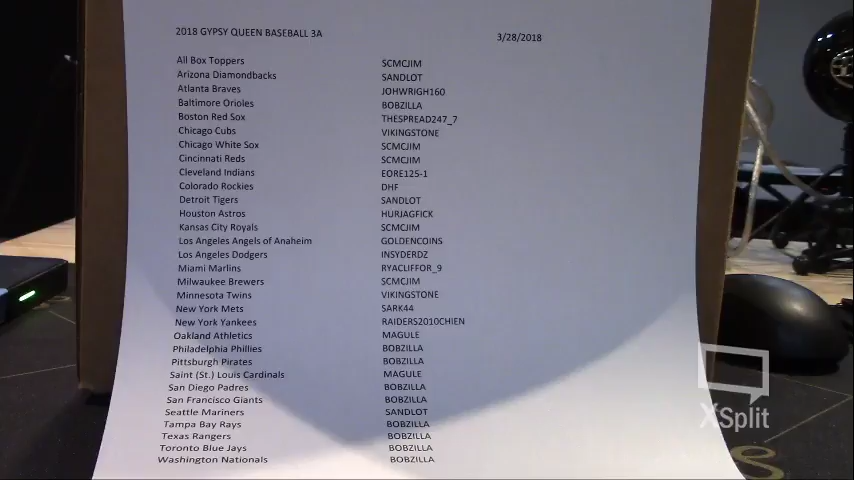 2018 GYPSY QUEEN BASEBALL 3A 3/28/2018
All Box Toppers SCMCJIM
Arizona Diamondbacks SANDLOT
Atlanta Braves JOHWRIGH160
Baltimore Orioles BOBZILLA
Boston Red Sox THESPREAD247_7
Chicago Cubs VIKINGSTONE
Chicago White Sox SCMCJIM
Cincinnati Reds SCMCJIM
Cleveland Indians EORE125-1
Colorado Rockies DHF
Detroit Tigers SANDLOT
Houston Astros HURJAGFICK
Kansas City Royals SCMCJIM
Los Angeles Angels of Anaheim GOLDENCOINS
Los Angeles Dodgers INSYDERDZ
Miami Marlins RYACLIFFOR_9
Milwaukee Brewers SCMCJIM
Minnesota Twins VIKINGSTONE
New York Mets SARK44
New York Yankees RAIDERS2010CHIEN
Oakland Athletics MAGULE
Philadelphia Phillies BOBZILLA
Pittsburgh Pirates BOBZILLA
Saint (St.) Louis Cardinals MAGULE
San Diego Padres BOBZILLA
San Francisco Giants BOBZILLA
Seattle Mariners SANDLOT
Tampa Bay Rays BOBZILLA
Texas Rangers BOBZILLA
Toronto Blue Jays BOBZILLA
Washington Nationals BOBZILLA
XSplit